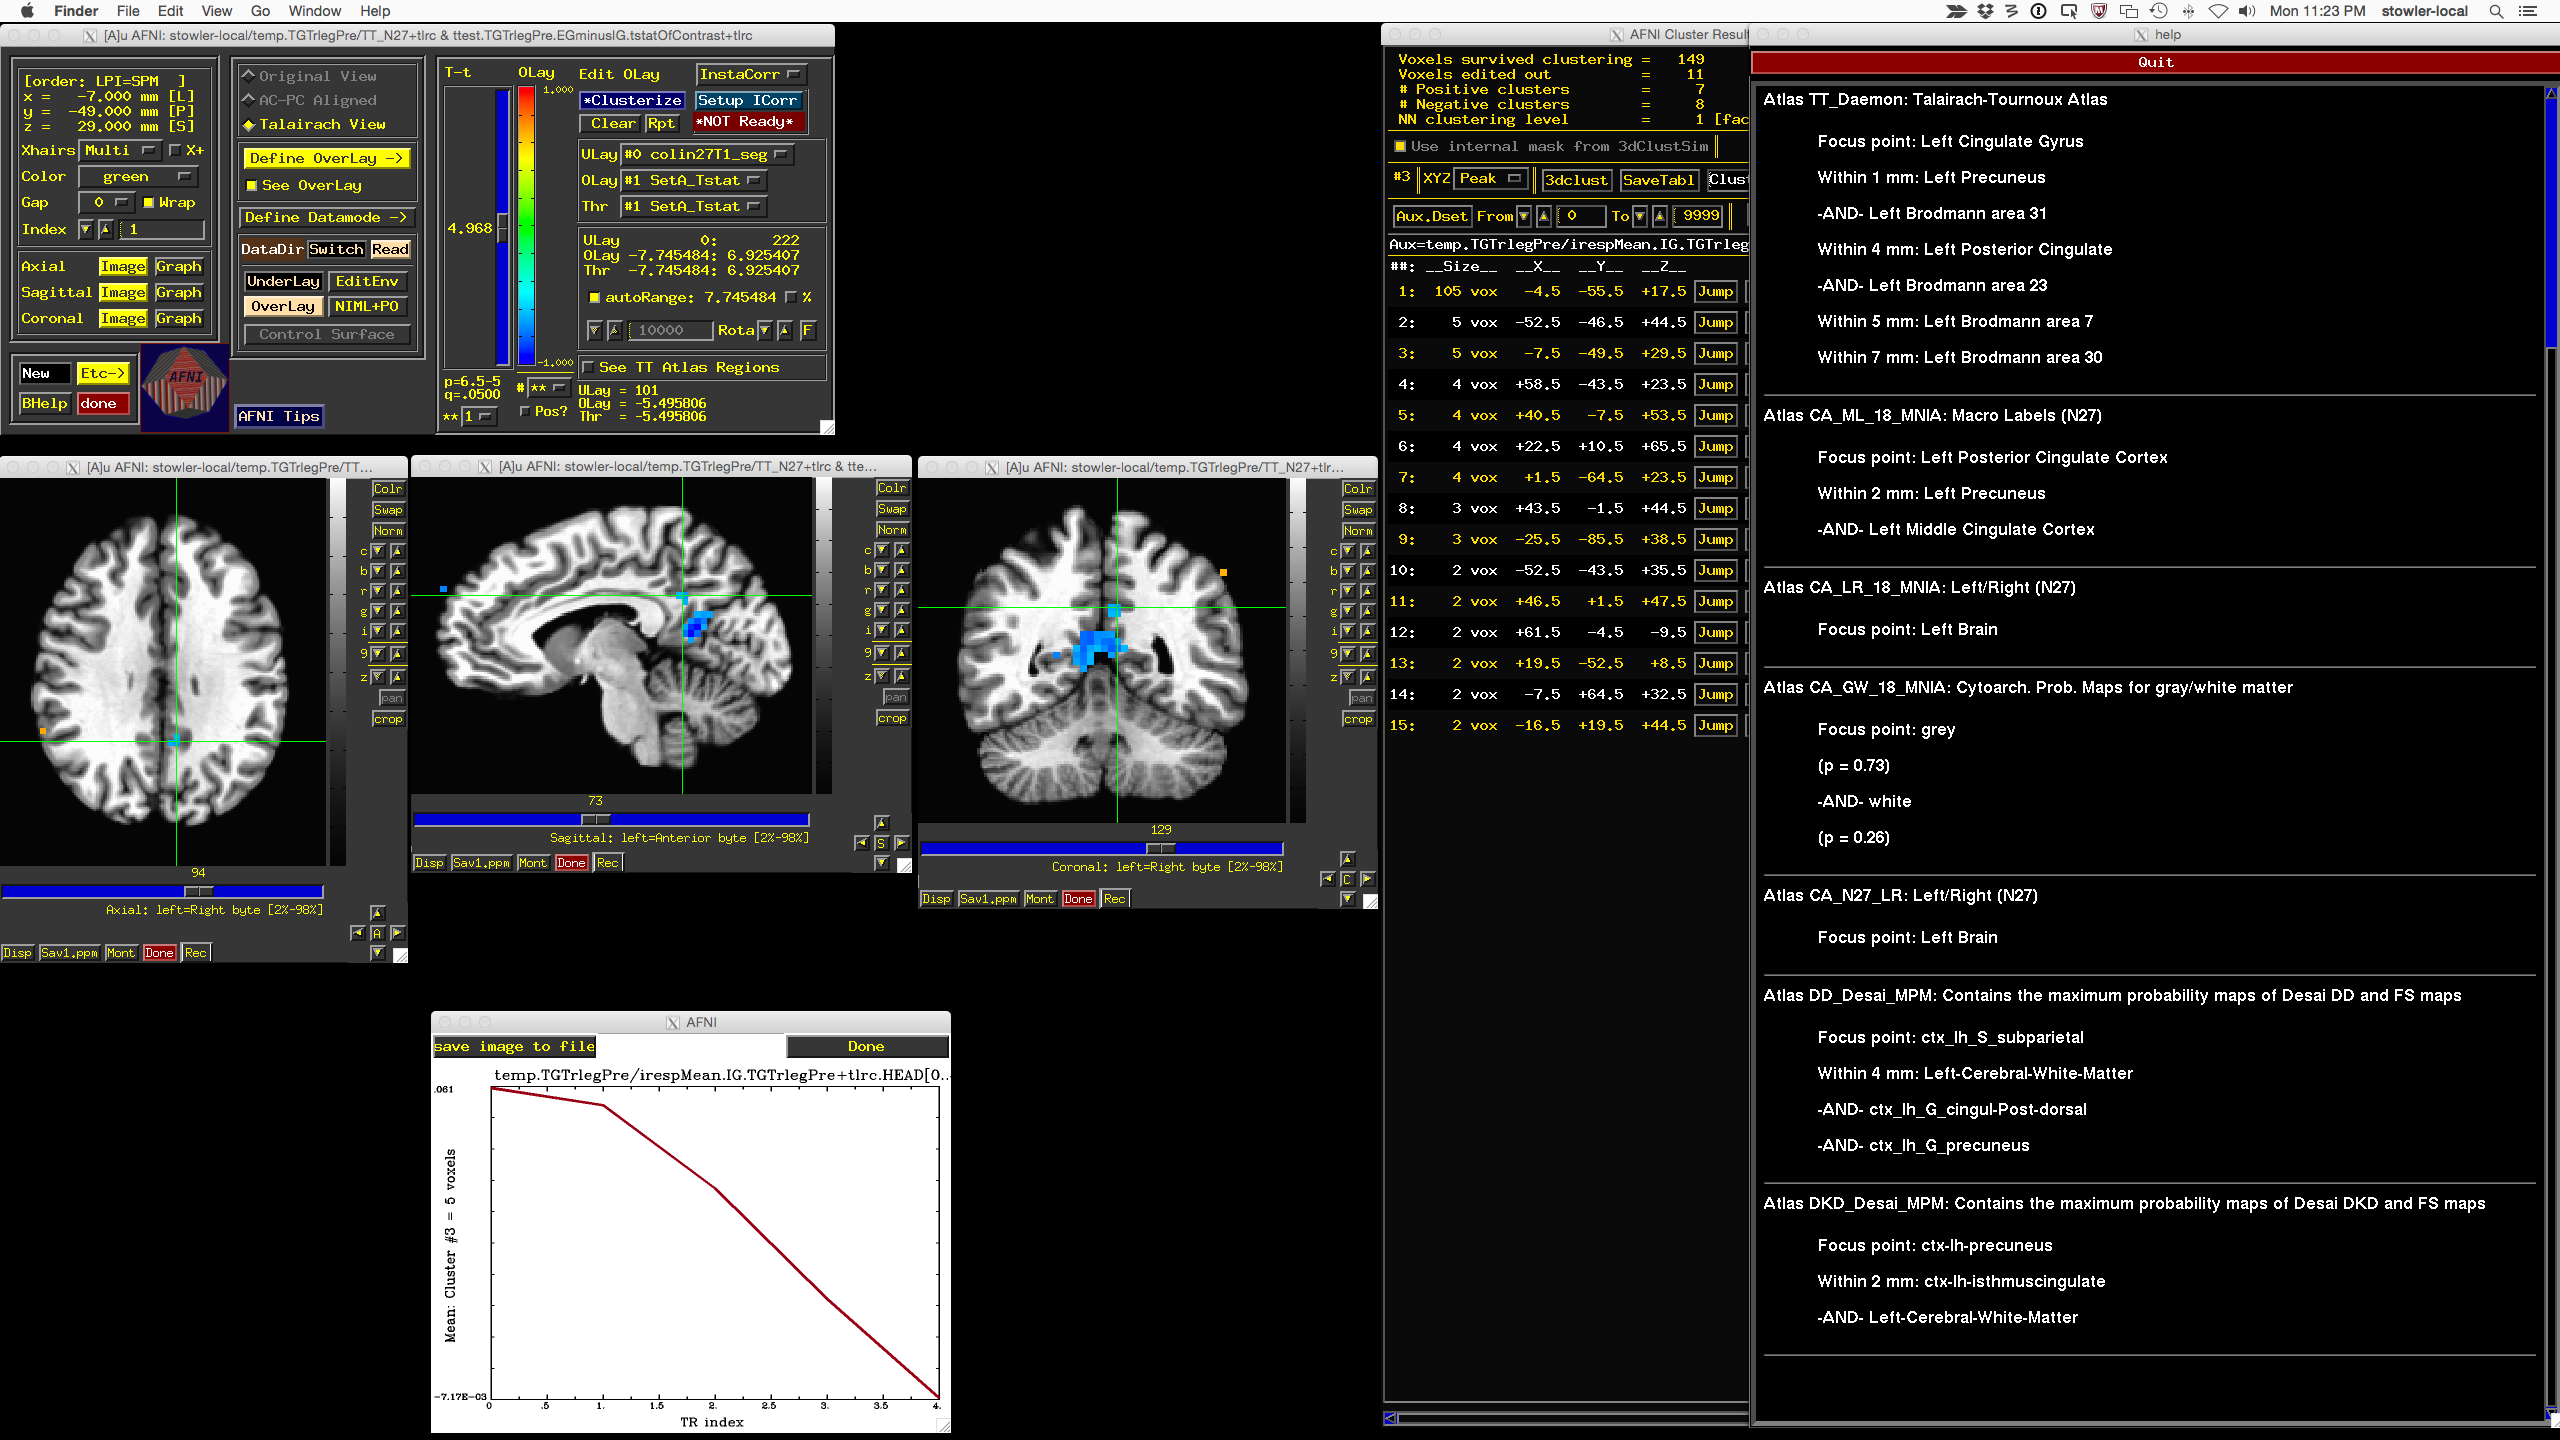 Finder File Edit View Go Window Help
Mon 11:23 PM stowler-local
[A]u AFNI: stowler-local/temp.TGTrlegPre/TT_N27+tlrc & ttest.TGTrlegPre.EGminusIG.tstatOfContrast+tlrc
[order: LPI=SPM ]
x = -7.000 mm [L]
y = -49.000 mm [P]
z = 29.000 mm [S]
Xhairs Multi X+
Color green
Gap 0 Wrap
Index 1
Axial Image Graph
Sagittal Image Graph
Coronal Image Graph
New Etc->
BHelp done
AFNI
Original View
AC-PC Aligned
Talairach View
Define OverLay ->
See OverLay
Define Datamode ->
DataDir Switch Read
UnderLay EditEnv
OverLay NIML+PO
Control Surface
AFNI Tips
T-t OLay
4.968
1.000
-1.000
p=6.5-5
q=.0500
** 1
# **
Pos?
Edit OLay InstaCorr
*Clusterize Setup ICorr
Clear Rpt *NOT Ready*
ULay #0 colin27T1_seg
OLay #1 SetA_Tstat
Thr #1 SetA_Tstat
ULay 0: 222
OLay -7.745484: 6.925407
Thr -7.745484: 6.925407
autoRange: 7.745484 %
10000 Rota F
See TT Atlas Regions
ULay = 101
OLay = -5.495806
Thr = -5.495806
[A]u AFNI: stowler-local/temp.TGTrlegPre/TT...
Colr
Swap
Norm
c
b
r
g
i
9
z
pan
crop
94
Axial: left=Right byte [2%-98%]
A
Disp Sav1.ppm Mont Done Rec
[A]u AFNI: stowler-local/temp.TGTrlegPre/TT_N27+tlrc & tte...
Colr
Swap
Norm
c
b
r
g
i
9
z
pan
crop
73
Sagittal: left=Anterior byte [2%-98%]
S
Disp Sav1.ppm Mont Done Rec
[A]u AFNI: stowler-local/temp.TGTrlegPre/TT_N27+tlr...
Colr
Swap
Norm
c
b
r
g
i
9
z
pan
crop
129
Coronal: left=Right byte [2%-98%]
C
Disp Sav1.ppm Mont Done Rec
AFNI
save image to file Done
temp.TGTrlegPre/irespMean.IG.TGTrlegPre+tlrc.HEAD[0..
.061
Mean: Cluster #3 = 5 voxels
-7.17E-03
0 .5 1. 1.5 2. 2.5 3. 3.5 4.
TR index
AFNI Cluster Resul
Voxels survived clustering = 149
Voxels edited out = 11
# Positive clusters = 7
# Negative clusters = 8
NN clustering level = 1 [fac
Use internal mask from 3dClustSim
#3 XYZ Peak 3dclust SaveTabl Clust
Aux.Dset From 0 To 9999
Aux=temp.TGTrlegPre/irespMean.IG.TGTrleg
##: __Size__ __X__ __Y__ __Z__
1: 105 vox -4.5 -55.5 +17.5 Jump
2: 5 vox -52.5 -46.5 +44.5 Jump
3: 5 vox -7.5 -49.5 +29.5 Jump
4: 4 vox +58.5 -43.5 +23.5 Jump
5: 4 vox +40.5 -7.5 +53.5 Jump
6: 4 vox +22.5 +10.5 +65.5 Jump
7: 4 vox +1.5 -64.5 +23.5 Jump
8: 3 vox +43.5 -1.5 +44.5 Jump
9: 3 vox -25.5 -85.5 +38.5 Jump
10: 2 vox -52.5 -43.5 +35.5 Jump
11: 2 vox +46.5 +1.5 +47.5 Jump
12: 2 vox +61.5 -4.5 -9.5 Jump
13: 2 vox +19.5 -52.5 +8.5 Jump
14: 2 vox -7.5 +64.5 +32.5 Jump
15: 2 vox -16.5 +19.5 +44.5 Jump
help
Quit
Atlas TT_Daemon: Talairach-Tournoux Atlas
Focus point: Left Cingulate Gyrus
Within 1 mm: Left Precuneus
-AND- Left Brodmann area 31
Within 4 mm: Left Posterior Cingulate
-AND- Left Brodmann area 23
Within 5 mm: Left Brodmann area 7
Within 7 mm: Left Brodmann area 30
Atlas CA_ML_18_MNIA: Macro Labels (N27)
Focus point: Left Posterior Cingulate Cortex
Within 2 mm: Left Precuneus
-AND- Left Middle Cingulate Cortex
Atlas CA_LR_18_MNIA: Left/Right (N27)
Focus point: Left Brain
Atlas CA_GW_18_MNIA: Cytoarch. Prob. Maps for gray/white matter
Focus point: grey
(p = 0.73)
-AND- white
(p = 0.26)
Atlas CA_N27_LR: Left/Right (N27)
Focus point: Left Brain
Atlas DD_Desai_MPM: Contains the maximum probability maps of Desai DD and FS maps
Focus point: ctx_lh_S_subparietal
Within 4 mm: Left-Cerebral-White-Matter
-AND- ctx_lh_G_cingul-Post-dorsal
-AND- ctx_lh_G_precuneus
Atlas DKD_Desai_MPM: Contains the maximum probability maps of Desai DKD and FS maps
Focus point: ctx-lh-precuneus
Within 2 mm: ctx-lh-isthmuscingulate
-AND- Left-Cerebral-White-Matter